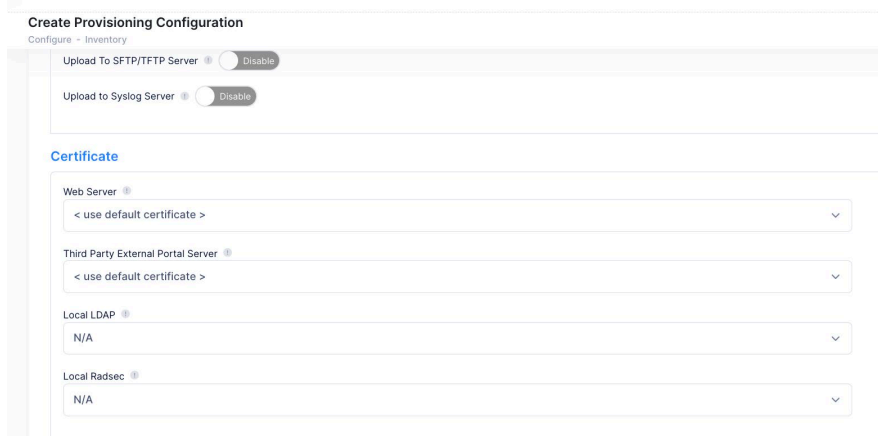 Create Provisioning Configuration
Configure - Inventory
Upload To SFTP/TFTP Server
Disable
Upload to Syslog Server
Disable
Certificate
Web Server
< use default certificate >
Third Party External Portal Server
< use default certificate >
Local LDAP
N/A
Local Radsec
N/A